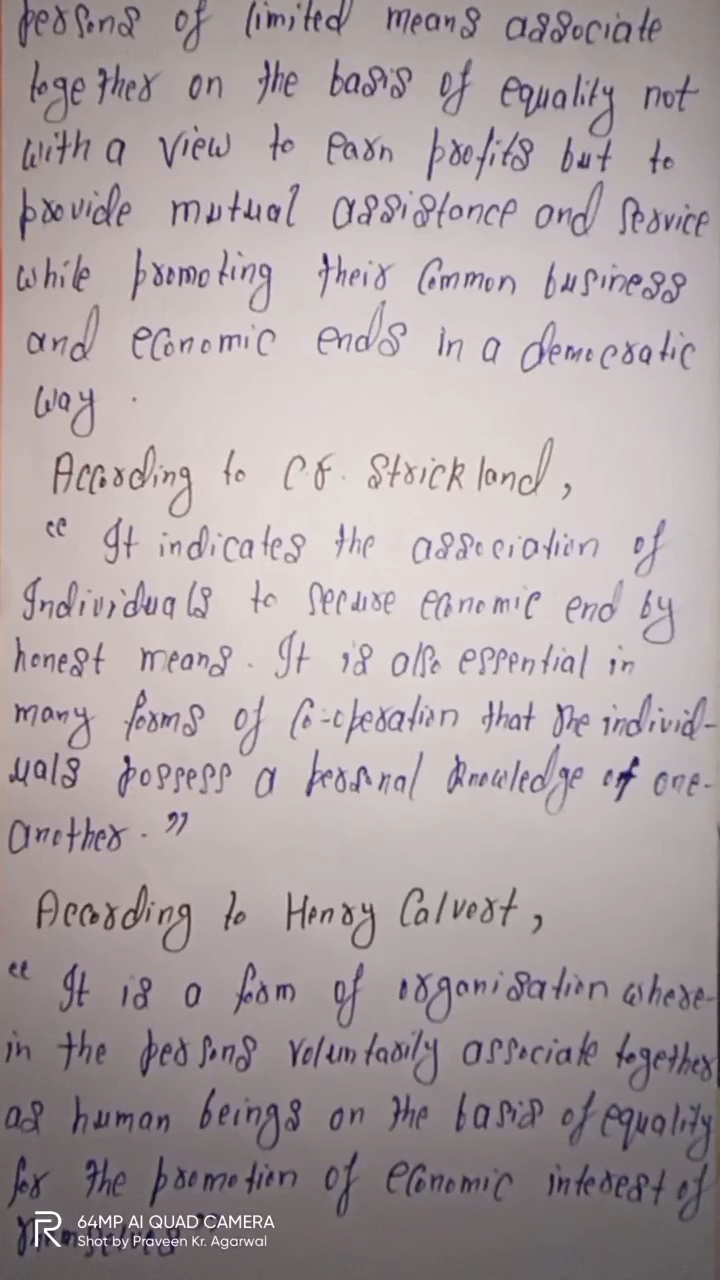 persons of limited means associate
together on the basis of equality not
with a view to earn profits but to
provide mutual assistance and service
while promoting their Common business
and economic ends in a democratic
way.
According to C.F. Strickland,
“ It indicates the association of
Individuals to secure economic end by
honest means. It is also essential in
many forms of Co-operation that the individ-
uals possess a personal knowledge of one-
another. ”
According to Henry Calvert,
“ It is a form of organisation where-
in the persons voluntarily associate together
as human beings on the basis of equality
for the promotion of economic interest of
themselves”
64MP AI QUAD CAMERA
Shot by Praveen Kr. Agarwal